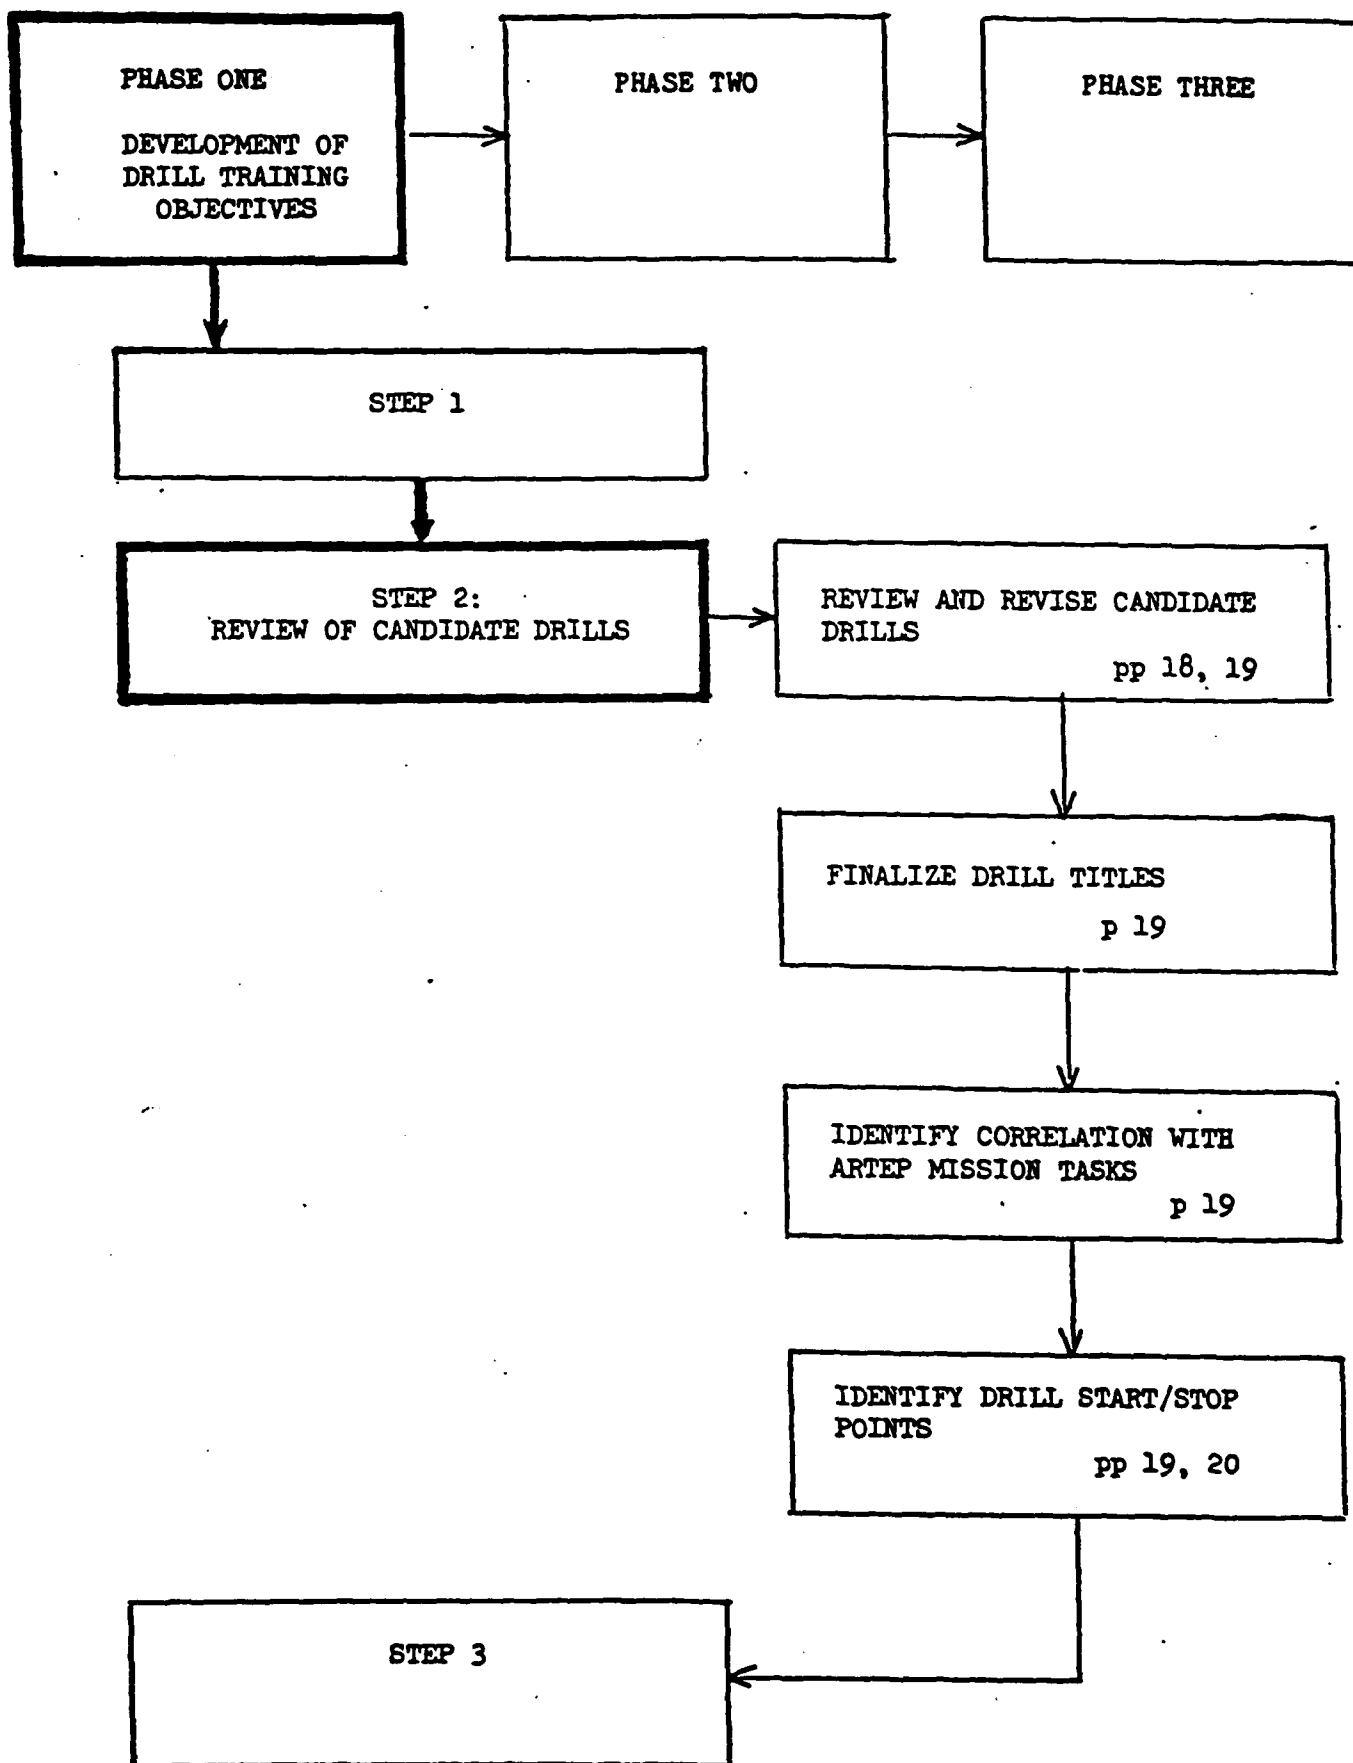 PHASE ONE
DEVELOPMENT OF
DRILL TRAINING
OBJECTIVES
PHASE TWO
PHASE THREE
STEP 1
STEP 2:
REVIEW OF CANDIDATE DRILLS
REVIEW AND REVISE CANDIDATE
DRILLS
pp 18, 19
FINALIZE DRILL TITLES
p 19
IDENTIFY CORRELATION WITH
ARTEP MISSION TASKS
p 19
IDENTIFY DRILL START/STOP
POINTS
pp 19, 20
STEP 3